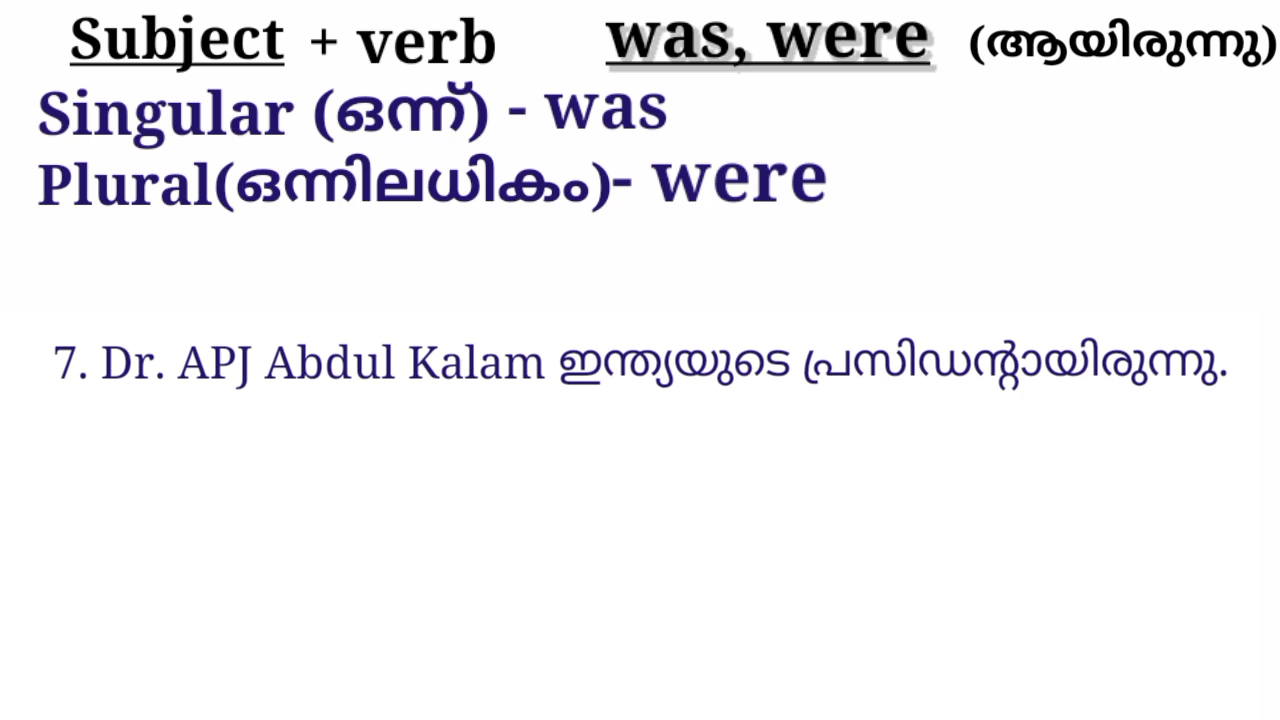 Subject + verb was, were (ആയിരുന്നു)
Singular (ഒന്ന്) - was
Plural(ഒന്നിലധികം)- were
7. Dr. APJ Abdul Kalam ഇന്ത്യയുടെ പ്രസിഡന്റായിരുന്നു.